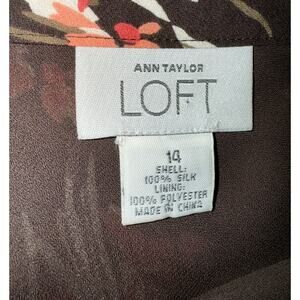 ANN TAYLOR
LOFT
14
SHELL:
100% SILK
LINING:
100% POLYESTER
MADE IN CHINA